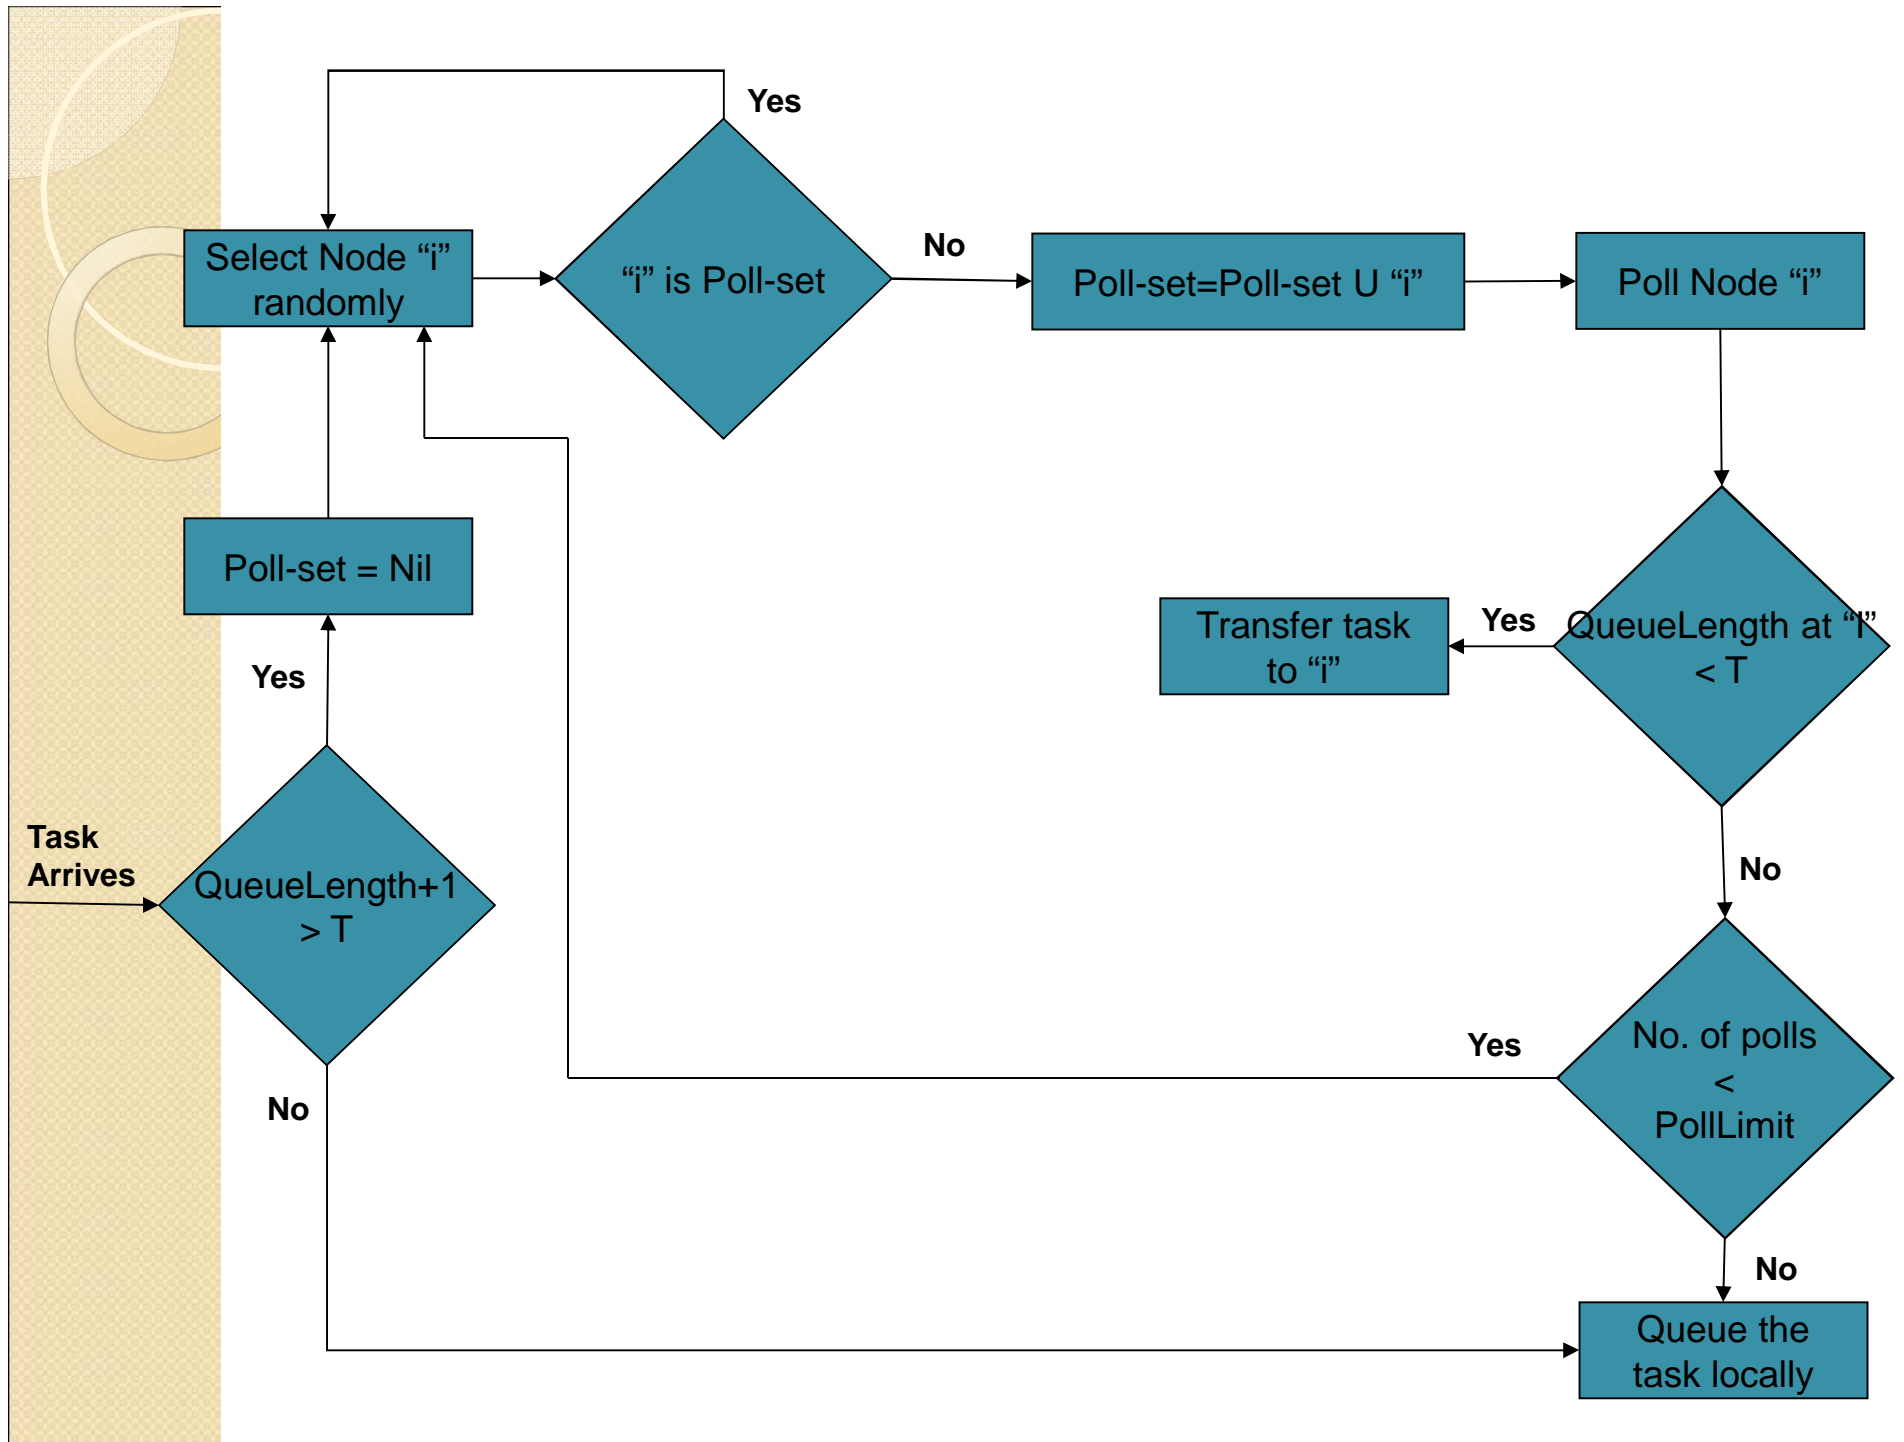 Yes
Select Node “i”
randomly
“i” is Poll-set
No
Poll-set=Poll-set U “i”
Poll Node “i”
Poll-set = Nil
Yes
Transfer task
to “i”
Yes
QueueLength at “I”
< T
Task
Arrives
QueueLength+1
> T
No
No
Yes
No. of polls
<
PollLimit
No
Queue the
task locally